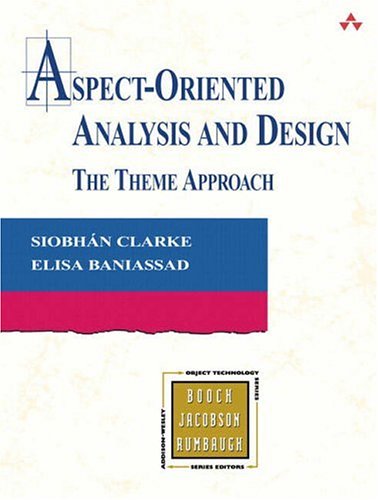 ASPECT-ORIENTED
ANALYSIS AND DESIGN
THE THEME APPROACH
SIOBHÁN CLARKE
ELISA BANIASSAD
OBJECT TECHNOLOGY
ADDISON-WESLEY
SERIES
BOOCH
JACOBSON
RUMBAUGH
SERIES EDITORS